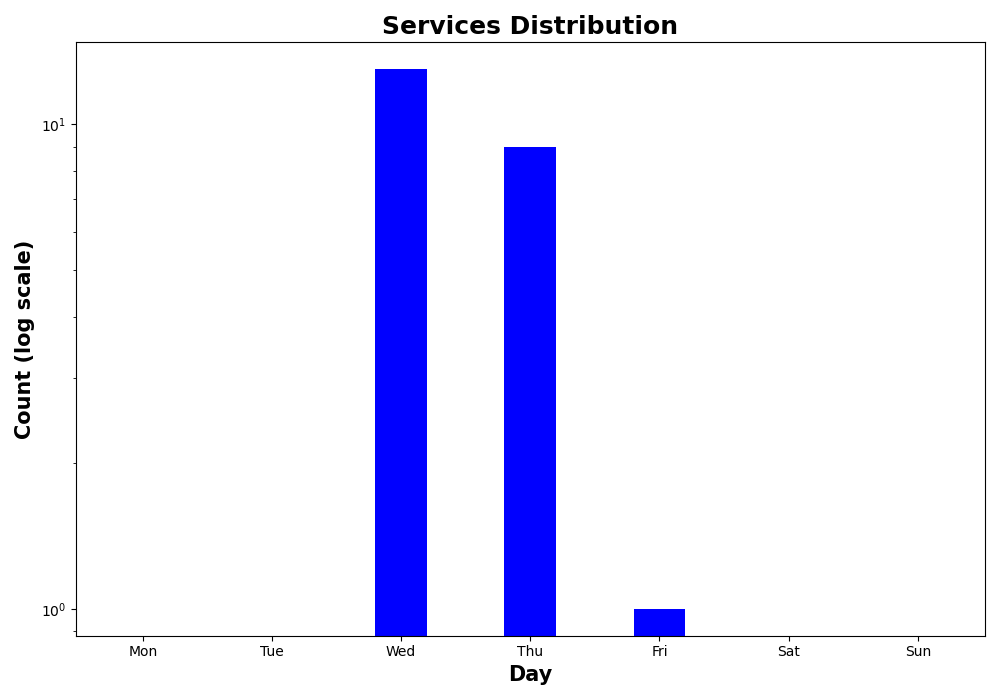 Services Distribution
Count (log scale)
10¹
10⁰
Mon Tue Wed Thu Fri Sat Sun
Day